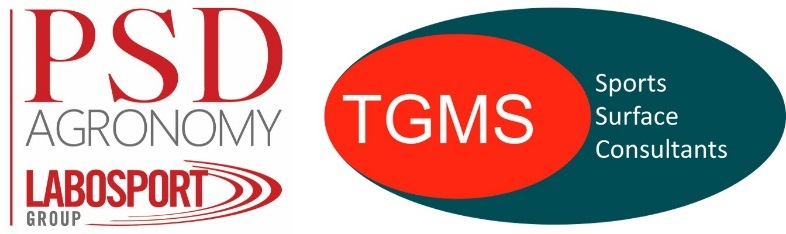 PSD
AGRONOMY
LABOSPORT
GROUP
TGMS
Sports
Surface
Consultants